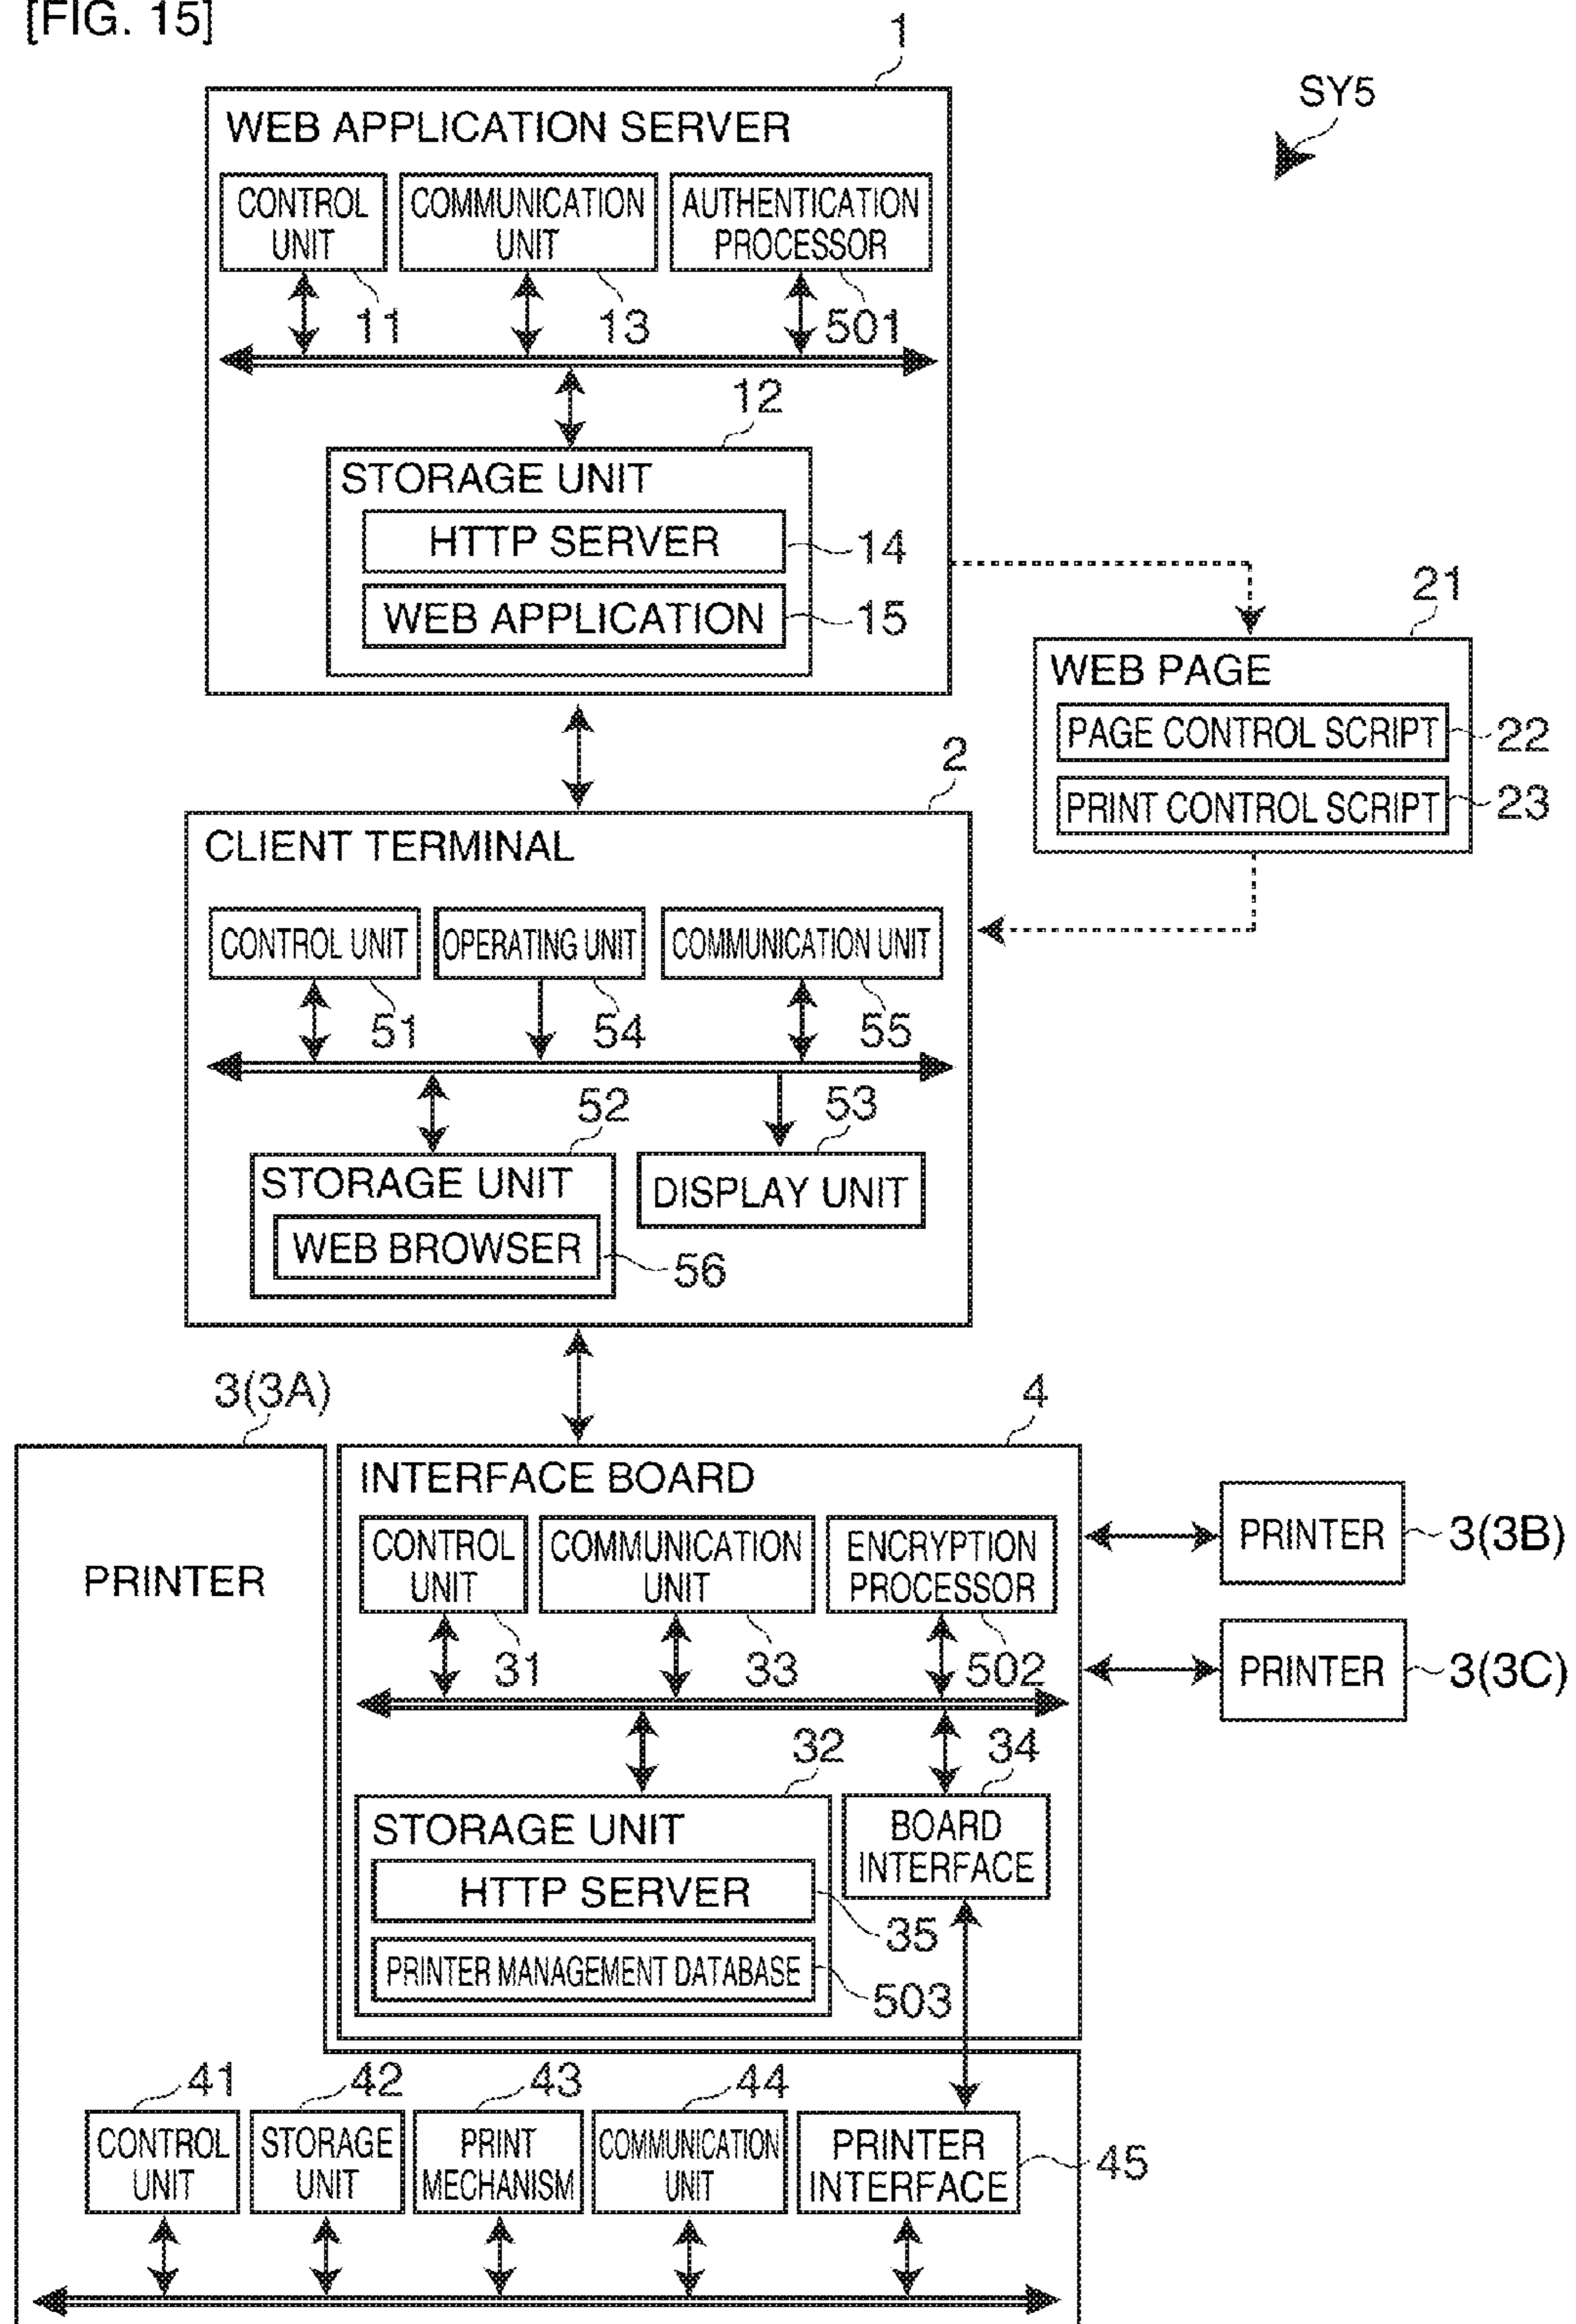 [FIG. 15]
1
SY5
WEB APPLICATION SERVER
CONTROL
UNIT
COMMUNICATION
UNIT
AUTHENTICATION
PROCESSOR
11
13
501
12
STORAGE UNIT
HTTP SERVER
14
WEB APPLICATION
15
21
WEB PAGE
PAGE CONTROL SCRIPT
22
PRINT CONTROL SCRIPT
23
2
CLIENT TERMINAL
CONTROL UNIT
OPERATING UNIT
COMMUNICATION UNIT
51
54
55
52
53
STORAGE UNIT
WEB BROWSER
56
DISPLAY UNIT
3(3A)
4
PRINTER
INTERFACE BOARD
CONTROL
UNIT
COMMUNICATION
UNIT
ENCRYPTION
PROCESSOR
31
33
502
PRINTER
3(3B)
PRINTER
3(3C)
32
34
STORAGE UNIT
HTTP SERVER
35
PRINTER MANAGEMENT DATABASE
503
BOARD
INTERFACE
41
42
43
44
CONTROL
UNIT
STORAGE
UNIT
PRINT
MECHANISM
COMMUNICATION
UNIT
PRINTER
INTERFACE
45